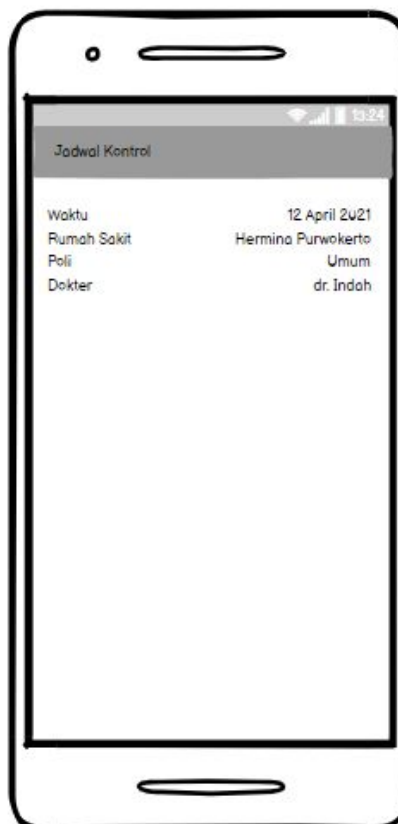 13:24
Jadwal Kontrol
Waktu 12 April 2021
Rumah Sakit Hermina Purwokerto
Poli Umum
Dokter dr. Indah